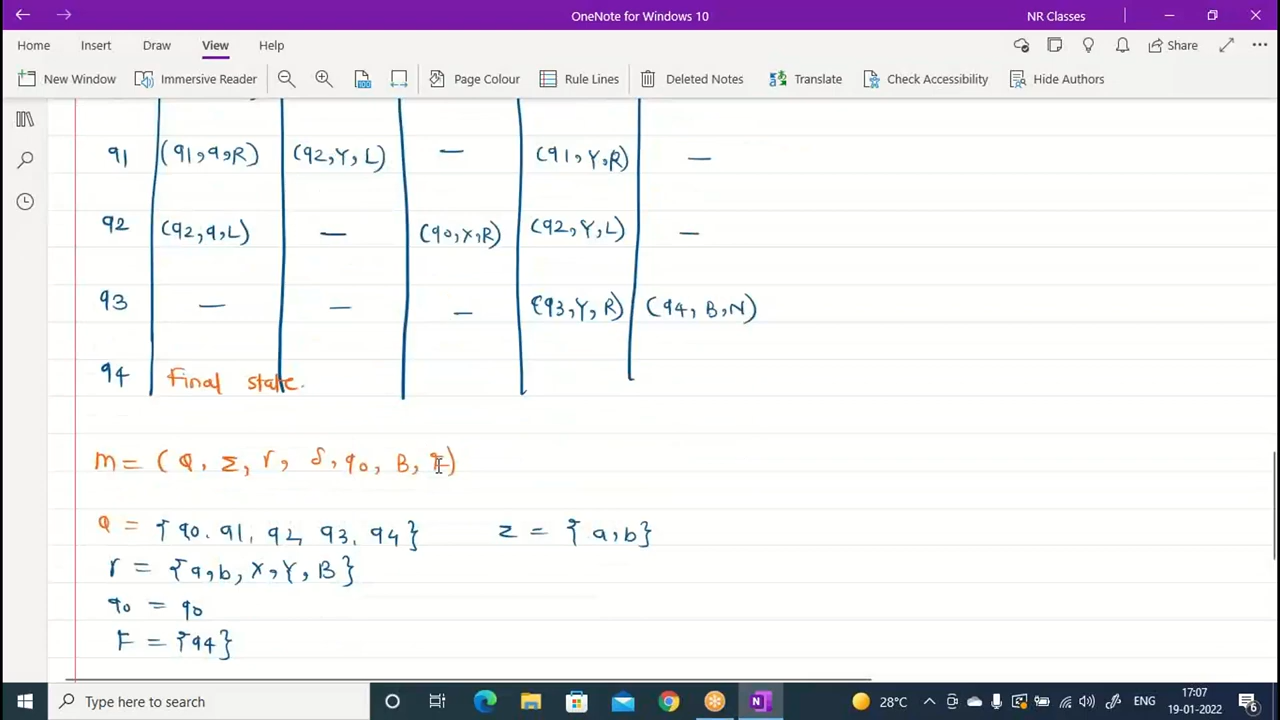 OneNote for Windows 10
NR Classes
Home Insert Draw View Help
Share
New Window Immersive Reader Page Colour Rule Lines Deleted Notes Translate Check Accessibility Hide Authors
q1 (q1,a,R) (q2,Y,L) — (q1,Y,R) —
q2 (q2,a,L) — (q0,X,R) (q2,Y,L) —
q3 — — — (q3,Y,R) (q4,B,N)
q4 Final state.
M = (Q, Σ, Γ, δ, q0, B, F)
Q = {q0, q1, q2, q3, q4} Σ = {a,b}
Γ = {a,b,X,Y,B}
q0 = q0
F = {q4}
Type here to search
28°C
ENG
17:07
19-01-2022
6